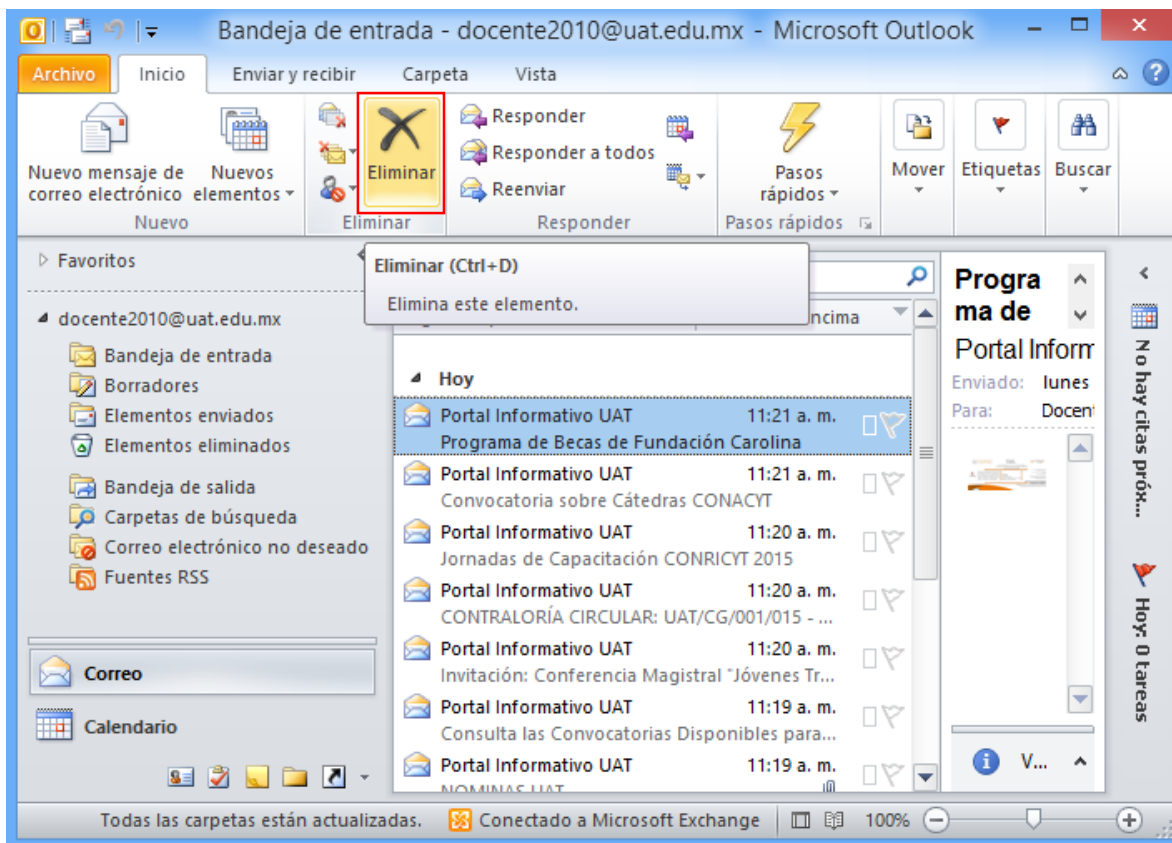 Bandeja de entrada - docente2010@uat.edu.mx - Microsoft Outlook
Archivo Inicio Enviar y recibir Carpeta Vista
Nuevo mensaje de correo electrónico
Nuevos elementos
Nuevo
Eliminar
Eliminar
Responder
Responder a todos
Reenviar
Responder
Pasos rápidos
Pasos rápidos
Mover
Etiquetas
Buscar
Eliminar (Ctrl+D)
Elimina este elemento.
Favoritos
docente2010@uat.edu.mx
Bandeja de entrada
Borradores
Elementos enviados
Elementos eliminados
Bandeja de salida
Carpetas de búsqueda
Correo electrónico no deseado
Fuentes RSS
Correo
Calendario
ncima
Hoy
Portal Informativo UAT 11:21 a. m.
Programa de Becas de Fundación Carolina
Portal Informativo UAT 11:21 a. m.
Convocatoria sobre Cátedras CONACYT
Portal Informativo UAT 11:20 a. m.
Jornadas de Capacitación CONRICYT 2015
Portal Informativo UAT 11:20 a. m.
CONTRALORÍA CIRCULAR: UAT/CG/001/015 - ...
Portal Informativo UAT 11:20 a. m.
Invitación: Conferencia Magistral "Jóvenes Tr...
Portal Informativo UAT 11:19 a. m.
Consulta las Convocatorias Disponibles para...
Portal Informativo UAT 11:19 a. m.
NOMINAS UAT
Progra
ma de
Portal Inform
Enviado: lunes
Para: Docent
V...
No hay citas próx...
Hoy: 0 tareas
Todas las carpetas están actualizadas. Conectado a Microsoft Exchange 100%